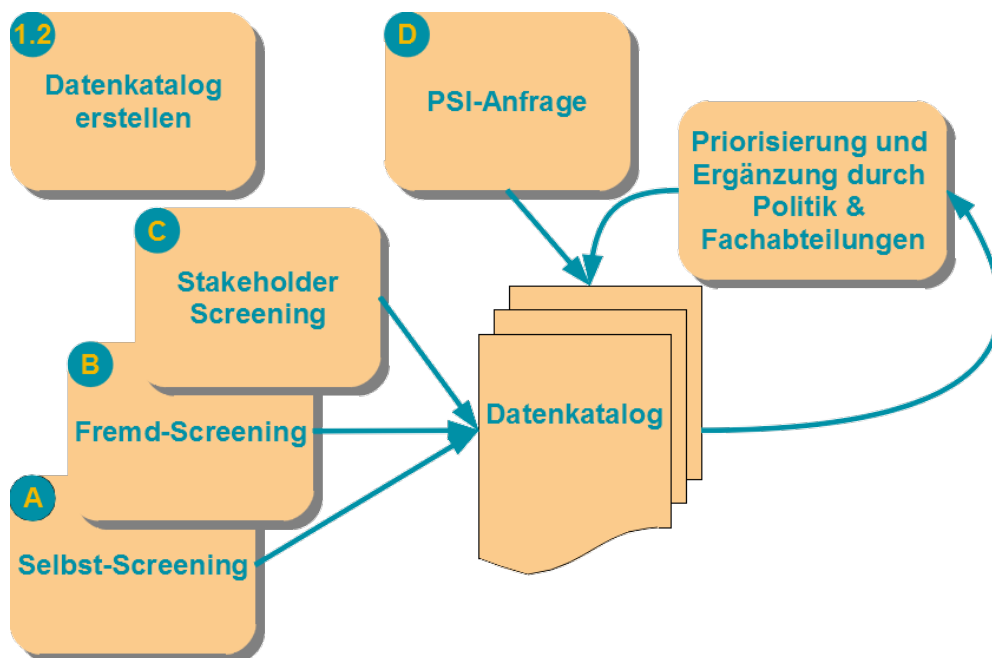 1.2
Datenkatalog
erstellen
D
PSI-Anfrage
Priorisierung und
Ergänzung durch
Politik &
Fachabteilungen
C
Stakeholder
Screening
B
Fremd-Screening
A
Selbst-Screening
Datenkatalog